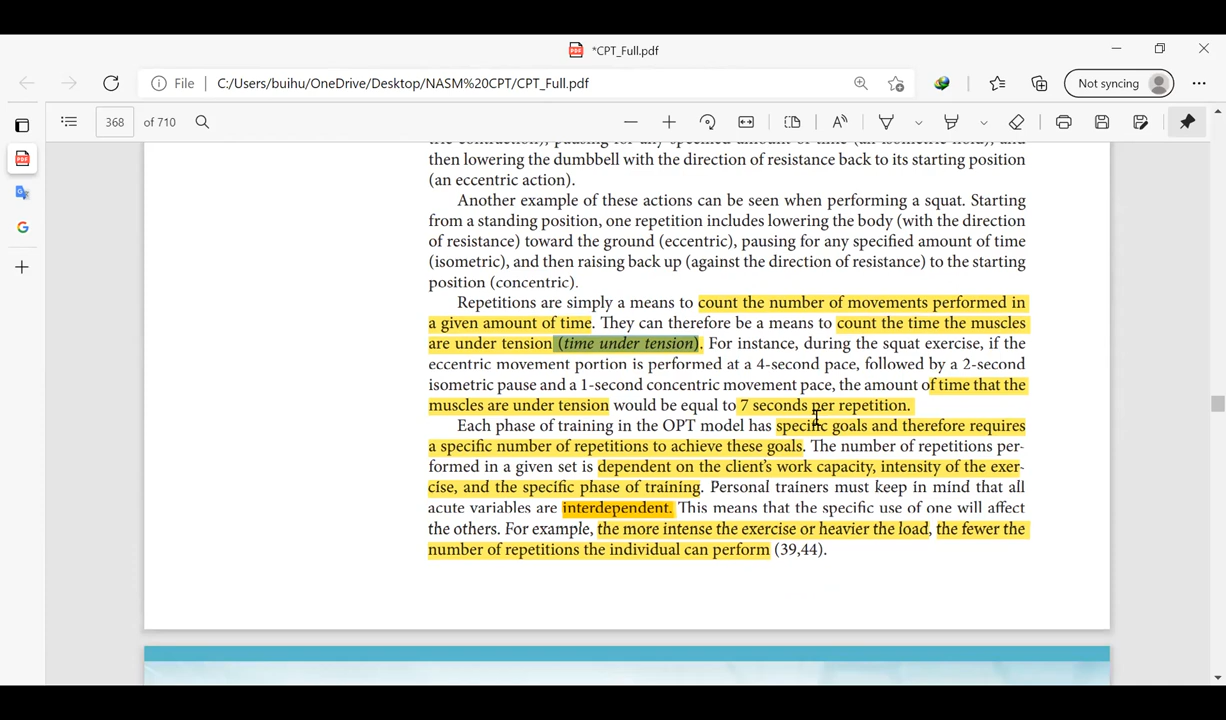 *CPT_Full.pdf
File | C:/Users/buihu/OneDrive/Desktop/NASM%20CPT/CPT_Full.pdf
Not syncing
368 of 710
tric contraction), pausing for any specified amount of time (an isometric hold), and
then lowering the dumbbell with the direction of resistance back to its starting position
(an eccentric action).
Another example of these actions can be seen when performing a squat. Starting
from a standing position, one repetition includes lowering the body (with the direction
of resistance) toward the ground (eccentric), pausing for any specified amount of time
(isometric), and then raising back up (against the direction of resistance) to the starting
position (concentric).
Repetitions are simply a means to count the number of movements performed in
a given amount of time. They can therefore be a means to count the time the muscles
are under tension (time under tension). For instance, during the squat exercise, if the
eccentric movement portion is performed at a 4-second pace, followed by a 2-second
isometric pause and a 1-second concentric movement pace, the amount of time that the
muscles are under tension would be equal to 7 seconds per repetition.
Each phase of training in the OPT model has specific goals and therefore requires
a specific number of repetitions to achieve these goals. The number of repetitions per-
formed in a given set is dependent on the client's work capacity, intensity of the exer-
cise, and the specific phase of training. Personal trainers must keep in mind that all
acute variables are interdependent. This means that the specific use of one will affect
the others. For example, the more intense the exercise or heavier the load, the fewer the
number of repetitions the individual can perform (39,44).